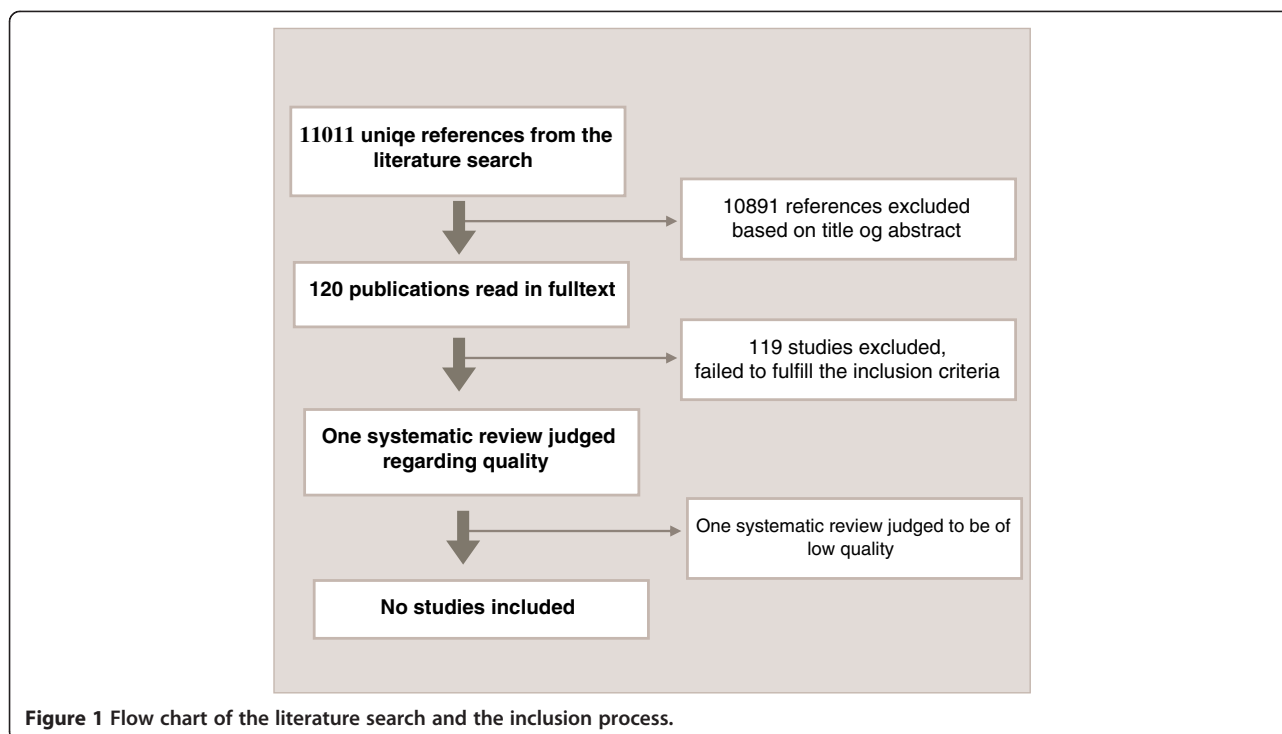 11011 uniqe references from the
literature search
10891 references excluded
based on title og abstract
120 publications read in fulltext
119 studies excluded,
failed to fulfill the inclusion criteria
One systematic review judged
regarding quality
One systematic review judged to be of
low quality
No studies included
Figure 1 Flow chart of the literature search and the inclusion process.